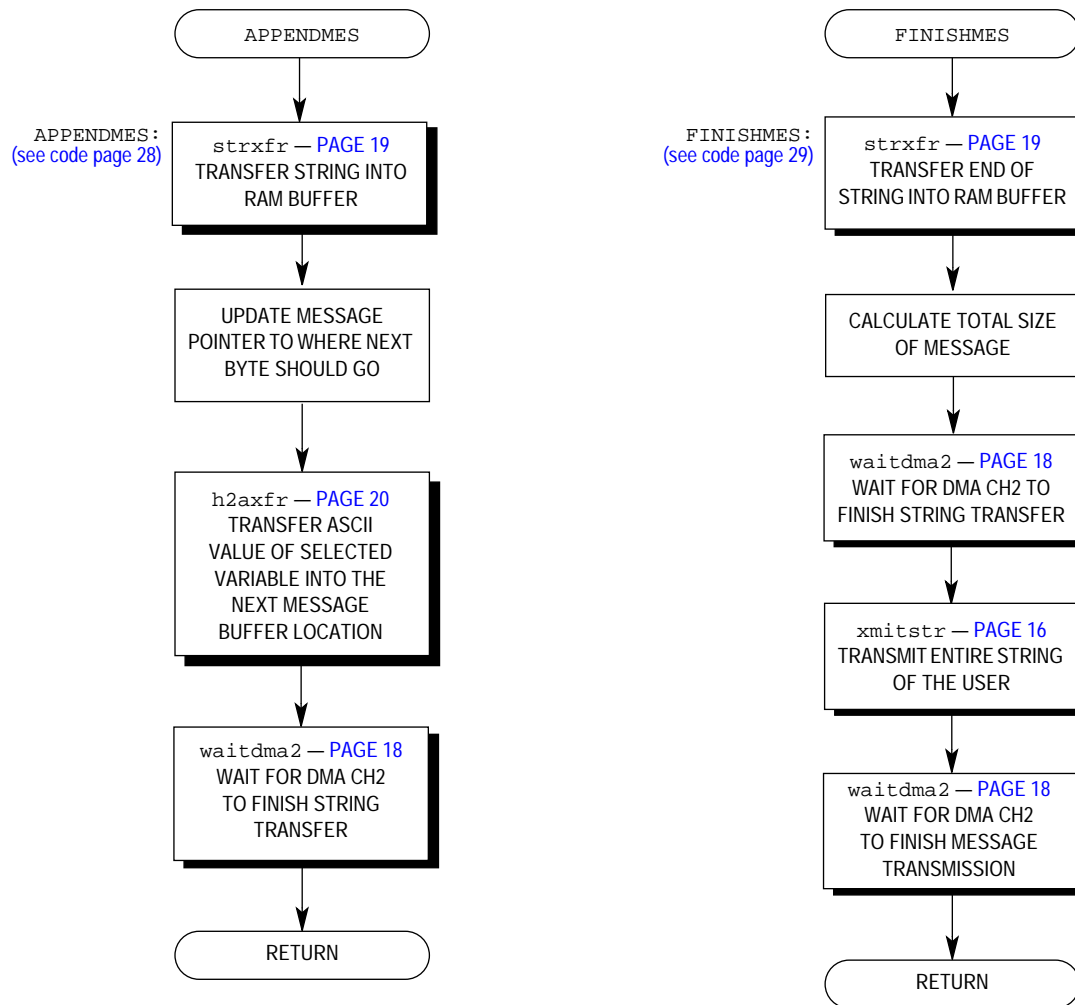 APPENDMES
APPENDMES:
(see code page 28)
strxfr — PAGE 19
TRANSFER STRING INTO
RAM BUFFER
UPDATE MESSAGE
POINTER TO WHERE NEXT
BYTE SHOULD GO
h2axfr — PAGE 20
TRANSFER ASCII
VALUE OF SELECTED
VARIABLE INTO THE
NEXT MESSAGE
BUFFER LOCATION
waitdma2 — PAGE 18
WAIT FOR DMA CH2
TO FINISH STRING
TRANSFER
RETURN
FINISHMES
FINISHMES:
(see code page 29)
strxfr — PAGE 19
TRANSFER END OF
STRING INTO RAM BUFFER
CALCULATE TOTAL SIZE
OF MESSAGE
waitdma2 — PAGE 18
WAIT FOR DMA CH2 TO
FINISH STRING TRANSFER
xmitstr — PAGE 16
TRANSMIT ENTIRE STRING
OF THE USER
waitdma2 — PAGE 18
WAIT FOR DMA CH2
TO FINISH MESSAGE
TRANSMISSION
RETURN